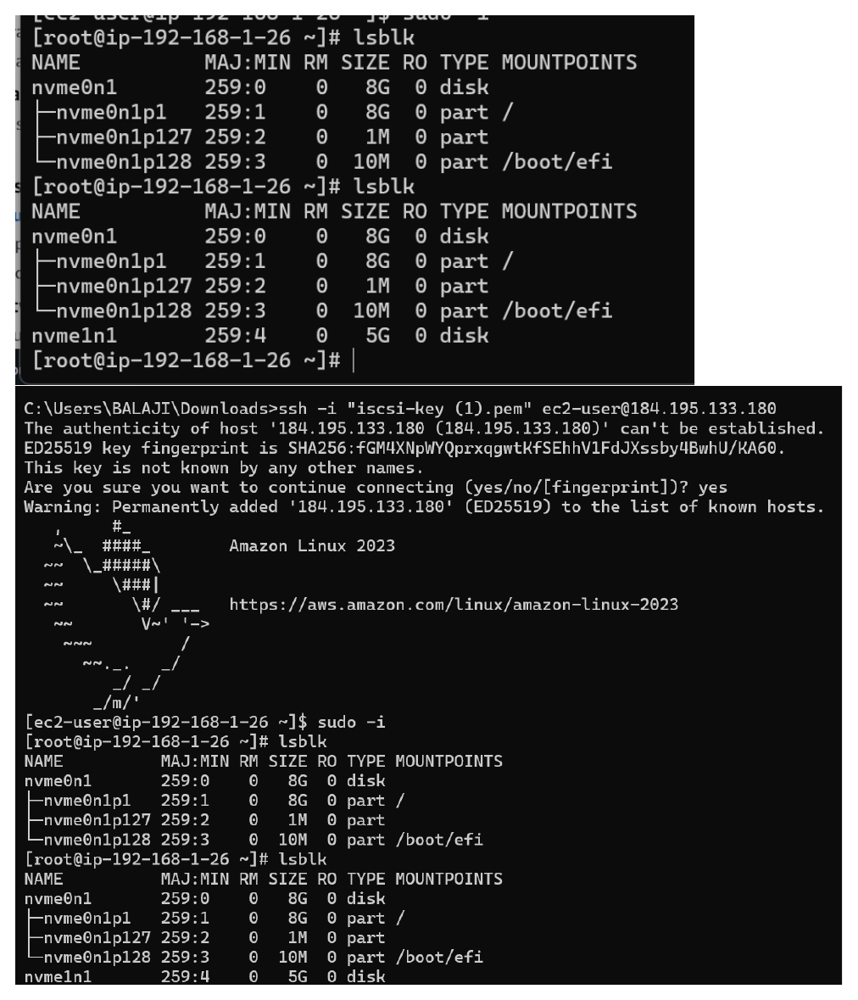 [ec2-user@ip-192-168-1-26 ~]$ sudo -i
[root@ip-192-168-1-26 ~]# lsblk
NAME          MAJ:MIN RM SIZE RO TYPE MOUNTPOINTS
nvme0n1       259:0    0   8G  0 disk
├─nvme0n1p1   259:1    0   8G  0 part /
├─nvme0n1p127 259:2    0   1M  0 part
└─nvme0n1p128 259:3    0  10M  0 part /boot/efi
[root@ip-192-168-1-26 ~]# lsblk
NAME          MAJ:MIN RM SIZE RO TYPE MOUNTPOINTS
nvme0n1       259:0    0   8G  0 disk
├─nvme0n1p1   259:1    0   8G  0 part /
├─nvme0n1p127 259:2    0   1M  0 part
└─nvme0n1p128 259:3    0  10M  0 part /boot/efi
nvme1n1       259:4    0   5G  0 disk
[root@ip-192-168-1-26 ~]#
C:\Users\BALAJI\Downloads>ssh -i "iscsi-key (1).pem" ec2-user@184.195.133.180
The authenticity of host '184.195.133.180 (184.195.133.180)' can't be established.
ED25519 key fingerprint is SHA256:fGM4XNpWYQprxqgwtKfSEhhV1FdJXssby4BwhU/KA60.
This key is not known by any other names.
Are you sure you want to continue connecting (yes/no/[fingerprint])? yes
Warning: Permanently added '184.195.133.180' (ED25519) to the list of known hosts.
   ,     #_
   ~\_  ####_        Amazon Linux 2023
  ~~  \_#####\
  ~~     \###|
  ~~       \#/ ___   https://aws.amazon.com/linux/amazon-linux-2023
   ~~       V~' '->
    ~~~         /
      ~~._.   _/
         _/ _/
       _/m/'
[ec2-user@ip-192-168-1-26 ~]$ sudo -i
[root@ip-192-168-1-26 ~]# lsblk
NAME          MAJ:MIN RM SIZE RO TYPE MOUNTPOINTS
nvme0n1       259:0    0   8G  0 disk
├─nvme0n1p1   259:1    0   8G  0 part /
├─nvme0n1p127 259:2    0   1M  0 part
└─nvme0n1p128 259:3    0  10M  0 part /boot/efi
[root@ip-192-168-1-26 ~]# lsblk
NAME          MAJ:MIN RM SIZE RO TYPE MOUNTPOINTS
nvme0n1       259:0    0   8G  0 disk
├─nvme0n1p1   259:1    0   8G  0 part /
├─nvme0n1p127 259:2    0   1M  0 part
└─nvme0n1p128 259:3    0  10M  0 part /boot/efi
nvme1n1       259:4    0   5G  0 disk